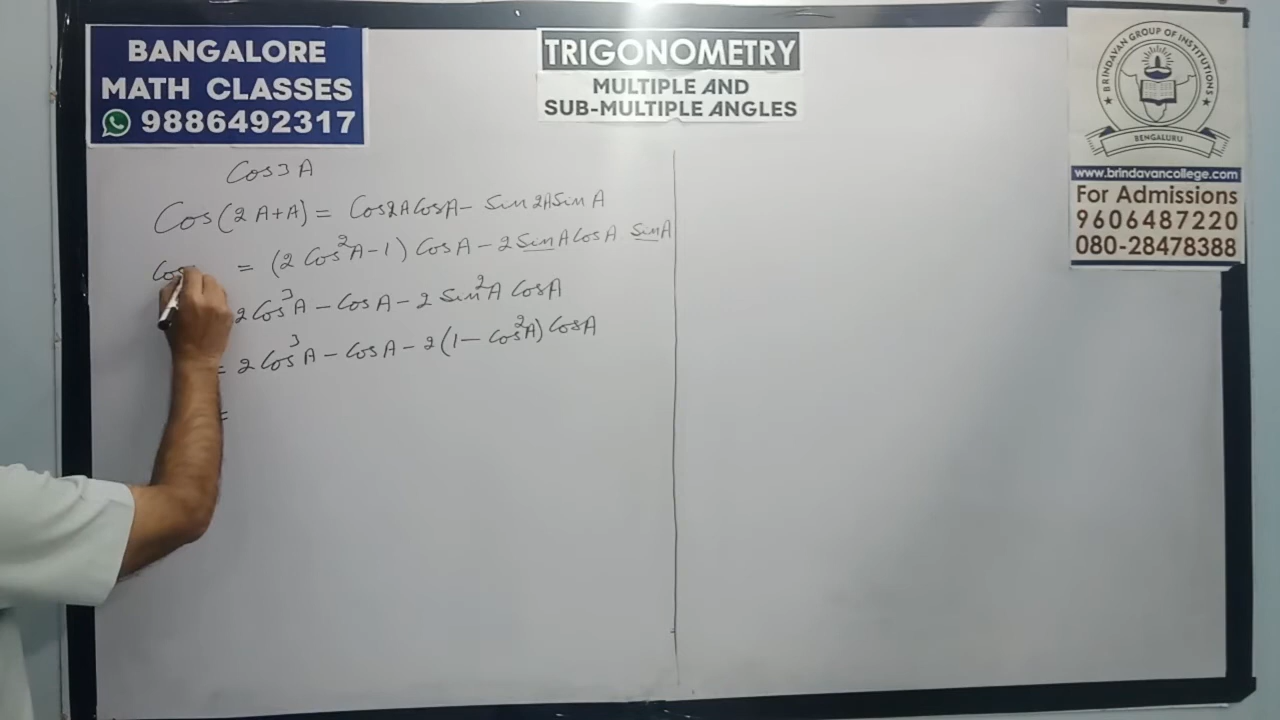 BANGALORE
MATH CLASSES
9886492317
TRIGONOMETRY
MULTIPLE AND
SUB-MULTIPLE ANGLES
BRINDAVAN GROUP OF INSTITUTIONS
BENGALURU
www.brindavancollege.com
For Admissions
9606487220
080-28478388
Cos3A
Cos(2A+A) = Cos2ACosA - Sin2ASinA
Cos = (2Cos²A-1) CosA - 2SinACosA SinA
2Cos³A - CosA - 2Sin²A CosA
= 2Cos³A - CosA - 2(1-Cos²A)CosA
=